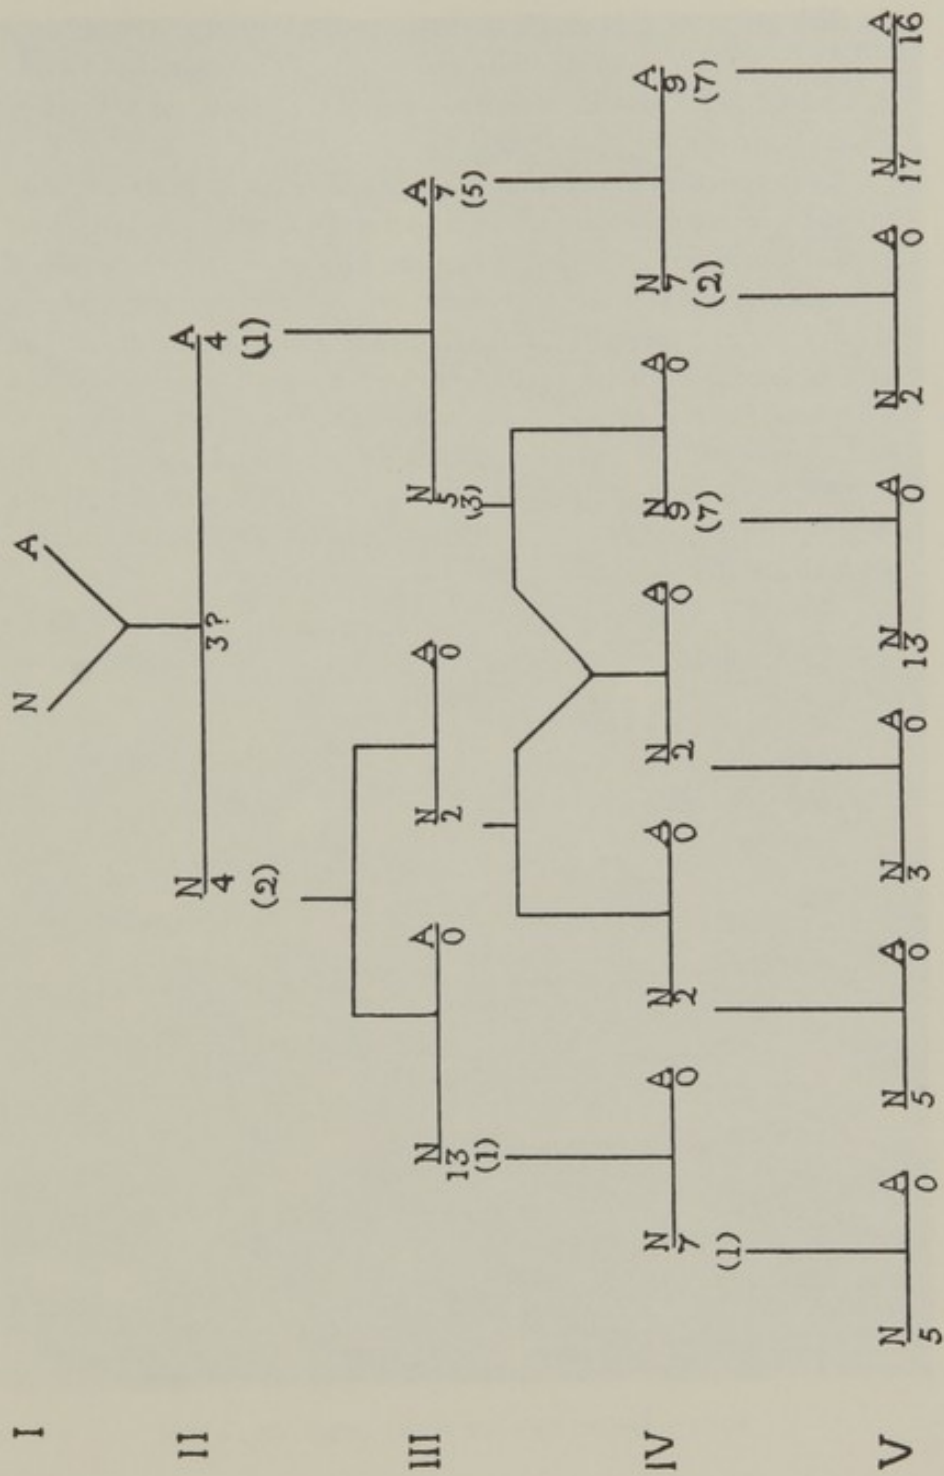 I N A
II N A
4 3? 4
(2) (1)
III N A N A N A
13 0 2 0 5 7
(1) (3) (5)
IV N A N A N A N A N A
7 0 2 0 2 0 9 0 7 9
(1) (7) (2) (7)
V N A N A N A N A N A N A
5 0 5 0 3 0 13 0 2 0 17 16